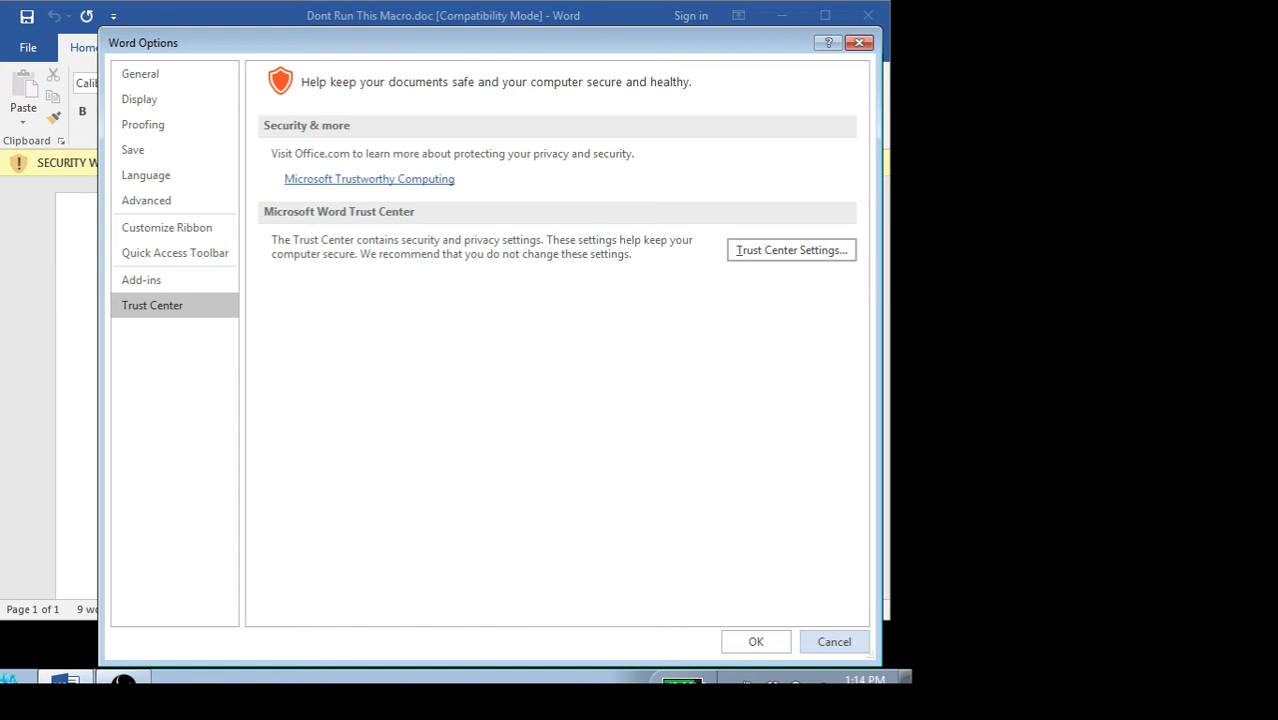 Dont Run This Macro.doc [Compatibility Mode] - Word
Sign in
File
Home
Word Options
Paste
Calib
B
Clipboard
SECURITY W
General
Display
Proofing
Save
Language
Advanced
Customize Ribbon
Quick Access Toolbar
Add-ins
Trust Center
Help keep your documents safe and your computer secure and healthy.
Security & more
Visit Office.com to learn more about protecting your privacy and security.
Microsoft Trustworthy Computing
Microsoft Word Trust Center
The Trust Center contains security and privacy settings. These settings help keep your
computer secure. We recommend that you do not change these settings.
Trust Center Settings...
OK
Cancel
Page 1 of 1
9 wo
1:14 PM